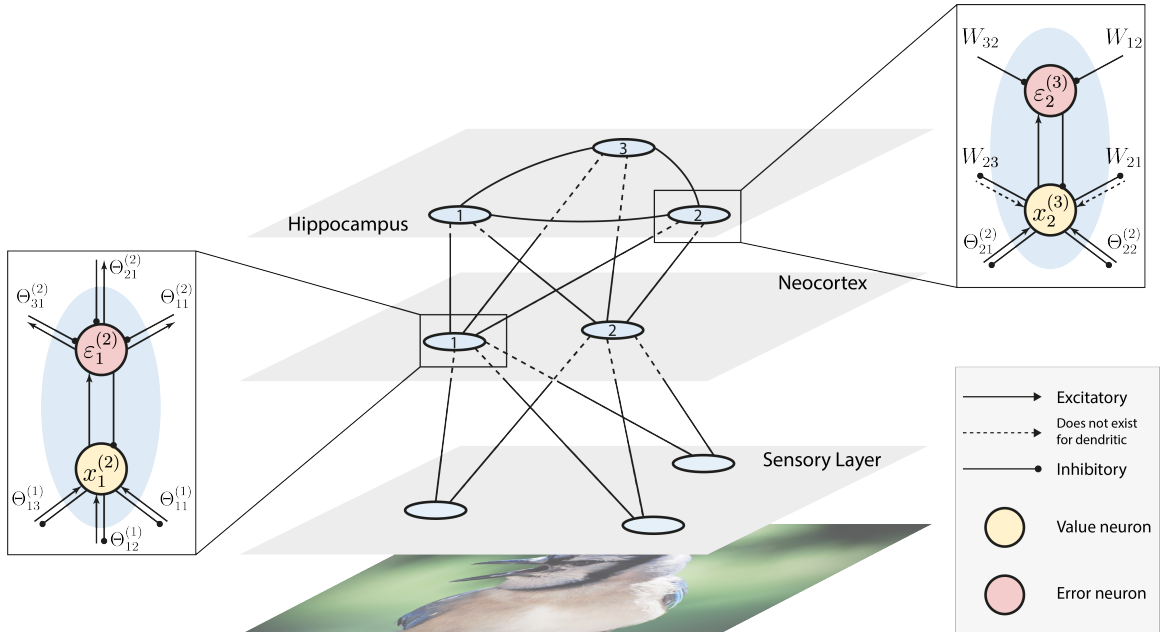 W₃₂
W₁₂
ε₂⁽³⁾
W₂₃
W₂₁
x₂⁽³⁾
Θ₂₁⁽²⁾
Θ₂₂⁽²⁾
3
1
2
Hippocampus
Neocortex
1
2
Θ₂₁⁽²⁾
Θ₃₁⁽²⁾
Θ₁₁⁽²⁾
ε₁⁽²⁾
x₁⁽²⁾
Θ₁₃⁽¹⁾
Θ₁₁⁽¹⁾
Θ₁₂⁽¹⁾
Sensory Layer
Excitatory
Does not exist
for dendritic
Inhibitory
Value neuron
Error neuron